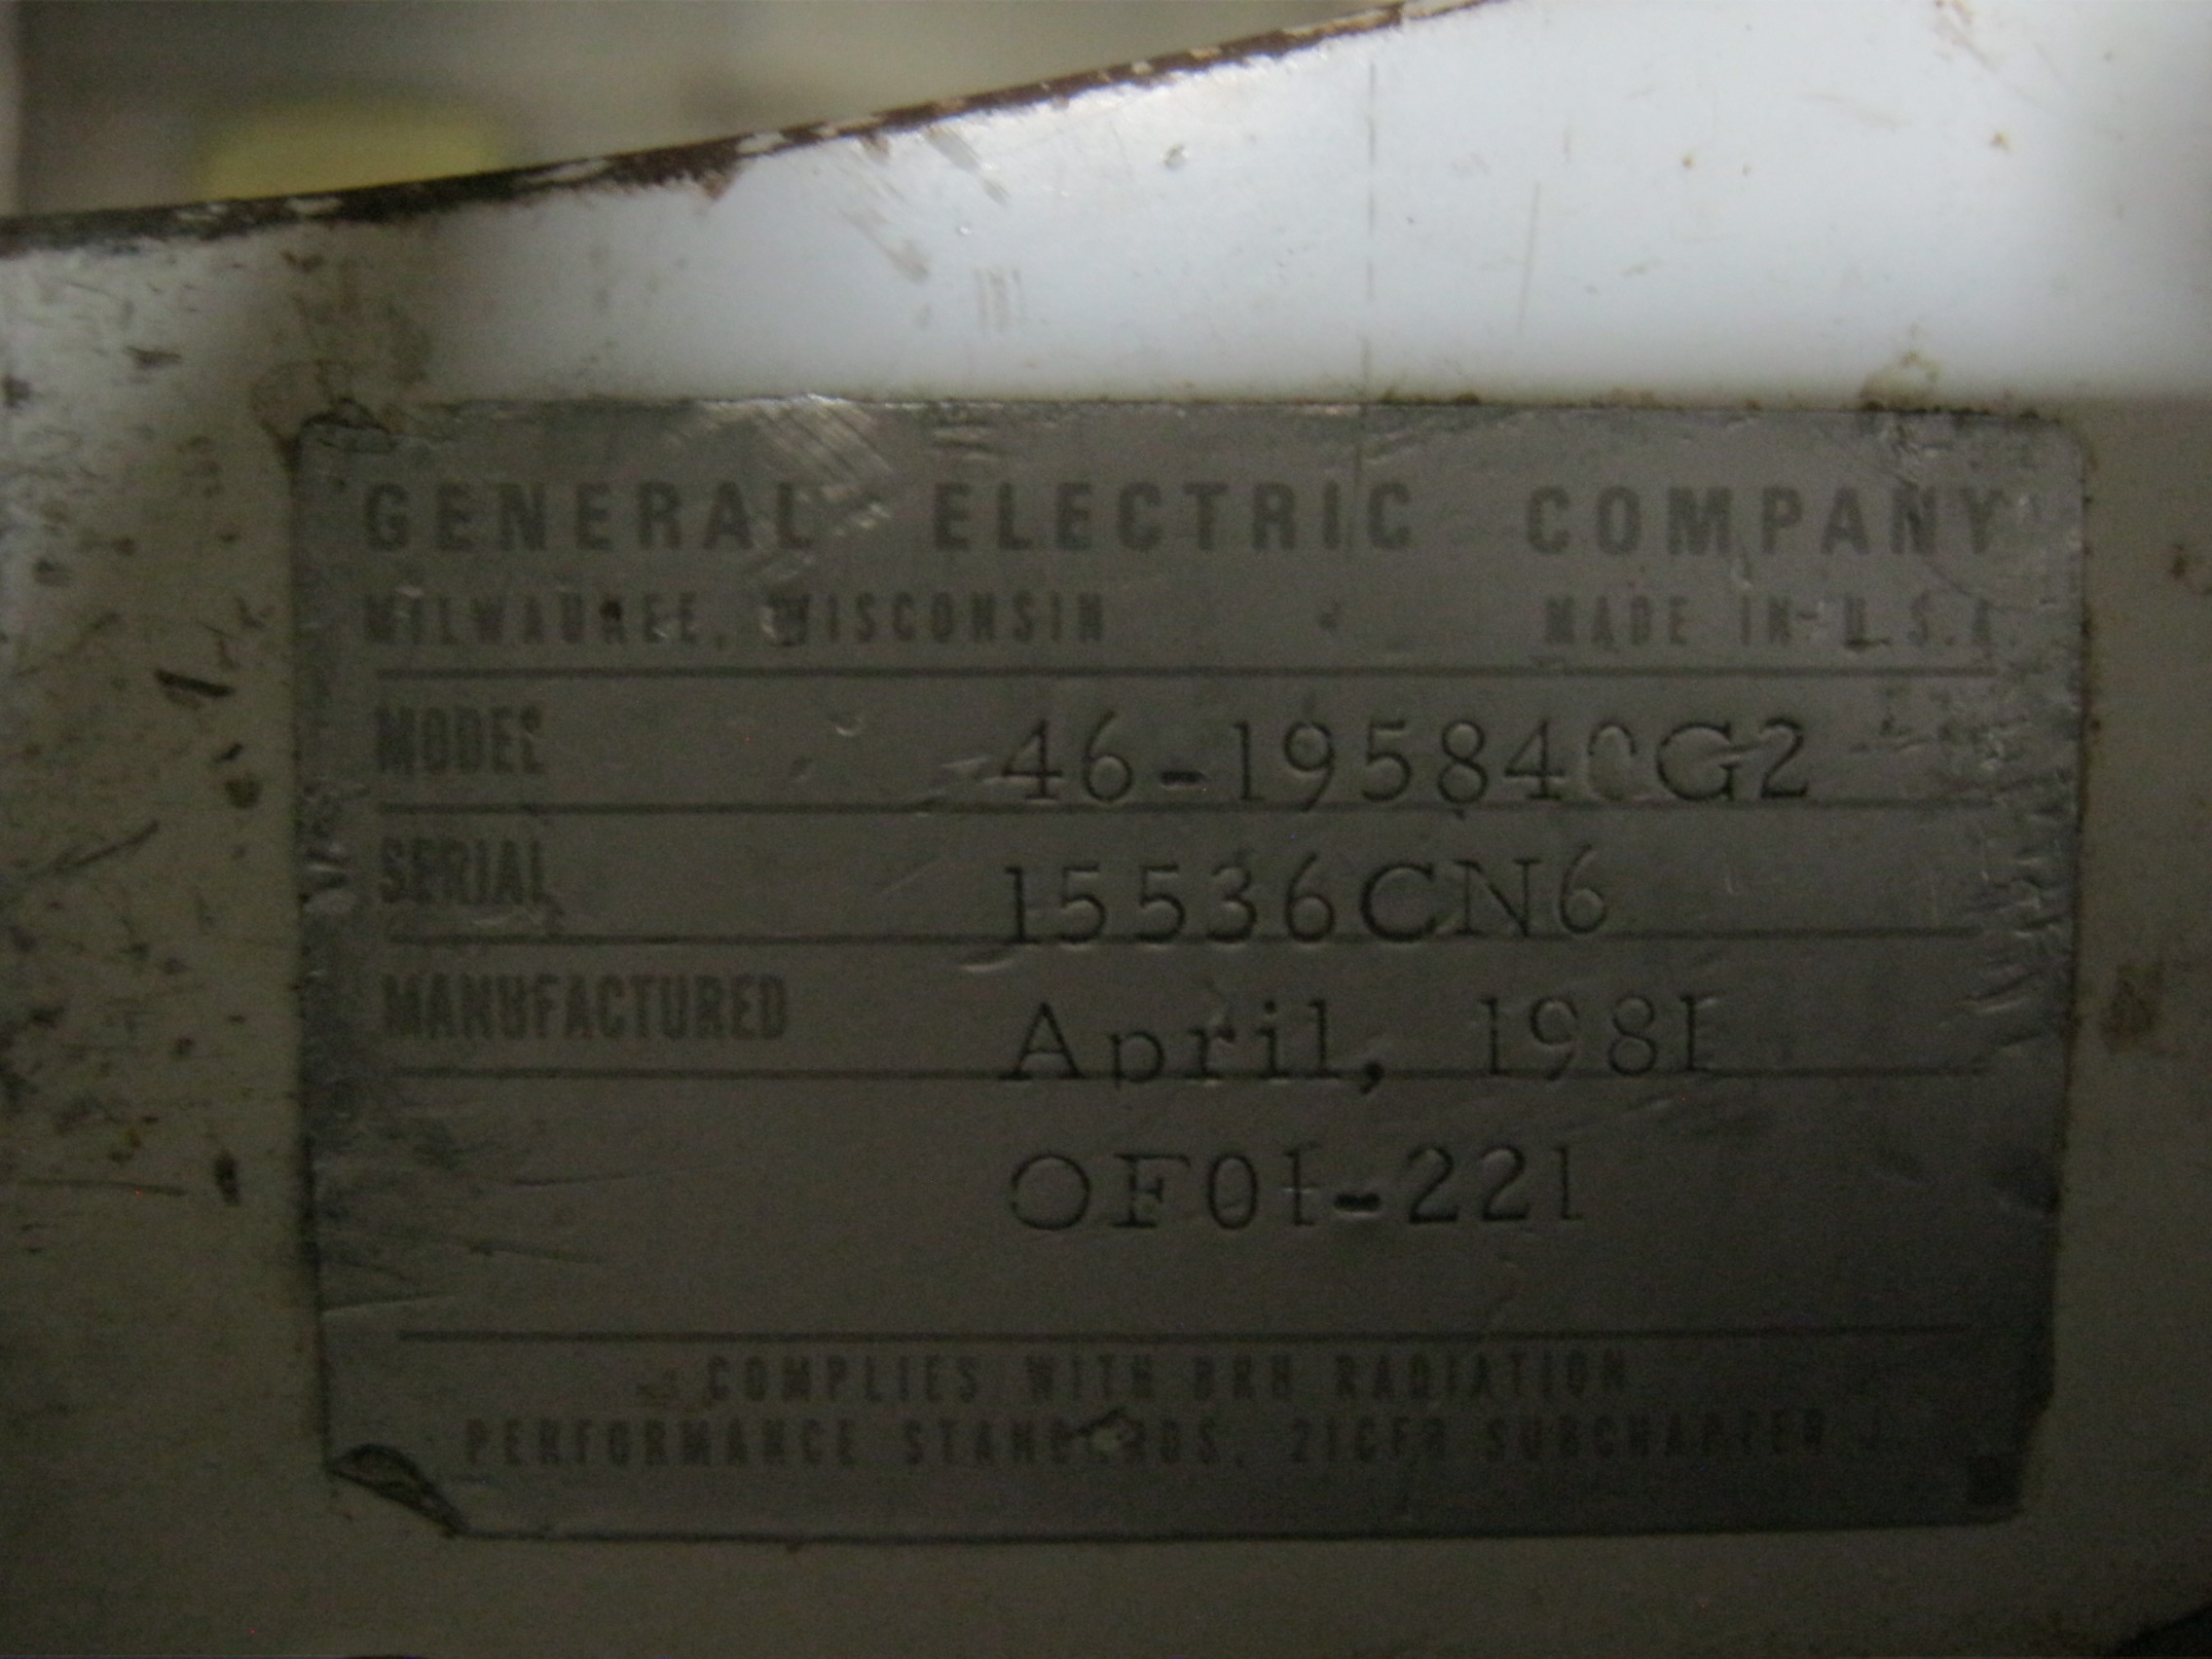 GENERAL ELECTRIC COMPANY
MILWAUKEE, WISCONSIN MADE IN U.S.A.
MODEL 46-195840G2
SERIAL 15536CN6
MANUFACTURED April, 1981
OF01-221
COMPLIES WITH BRH RADIATION
PERFORMANCE STANDARDS, 21CFR SUBCHAPTER